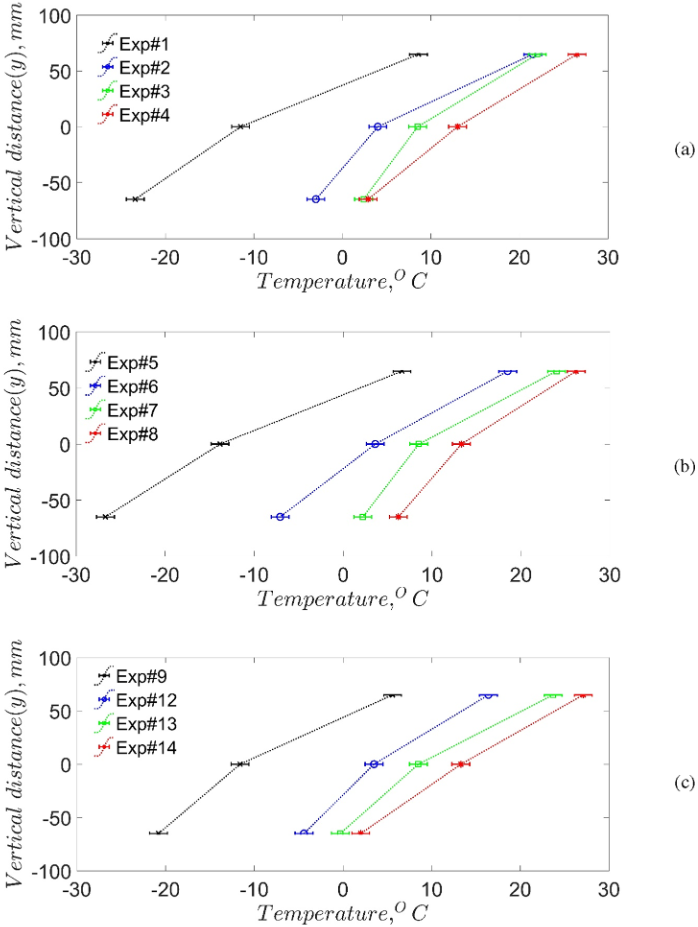 100
50
0
-50
-100
Vertical distance(y), mm
Exp#1
Exp#2
Exp#3
Exp#4
(a)
-30 -20 -10 0 10 20 30
Temperature,ᴼ C
100
50
0
-50
-100
Vertical distance(y), mm
Exp#5
Exp#6
Exp#7
Exp#8
(b)
-30 -20 -10 0 10 20 30
Temperature,ᴼ C
100
50
0
-50
-100
Vertical distance(y), mm
Exp#9
Exp#12
Exp#13
Exp#14
(c)
-30 -20 -10 0 10 20 30
Temperature,ᴼ C